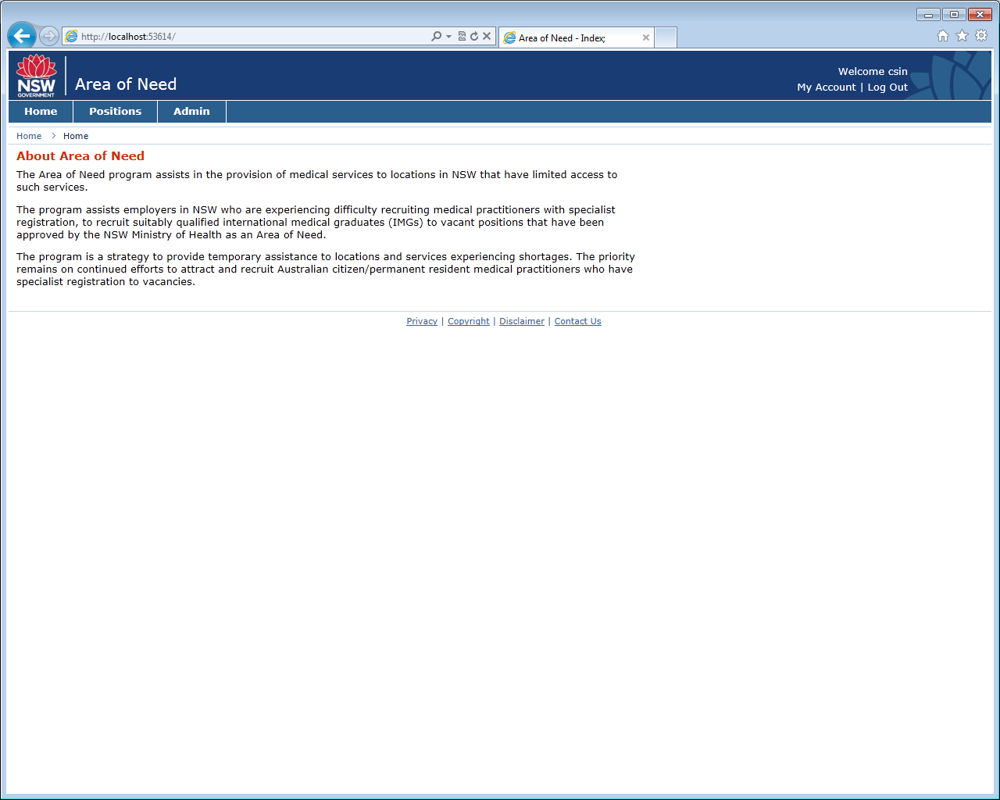 http://localhost:53614/
Area of Need - Index;
NSW
GOVERNMENT
Area of Need
Welcome csin
My Account | Log Out
Home
Positions
Admin
Home > Home
About Area of Need
The Area of Need program assists in the provision of medical services to locations in NSW that have limited access to
such services.
The program assists employers in NSW who are experiencing difficulty recruiting medical practitioners with specialist
registration, to recruit suitably qualified international medical graduates (IMGs) to vacant positions that have been
approved by the NSW Ministry of Health as an Area of Need.
The program is a strategy to provide temporary assistance to locations and services experiencing shortages. The priority
remains on continued efforts to attract and recruit Australian citizen/permanent resident medical practitioners who have
specialist registration to vacancies.
Privacy | Copyright | Disclaimer | Contact Us